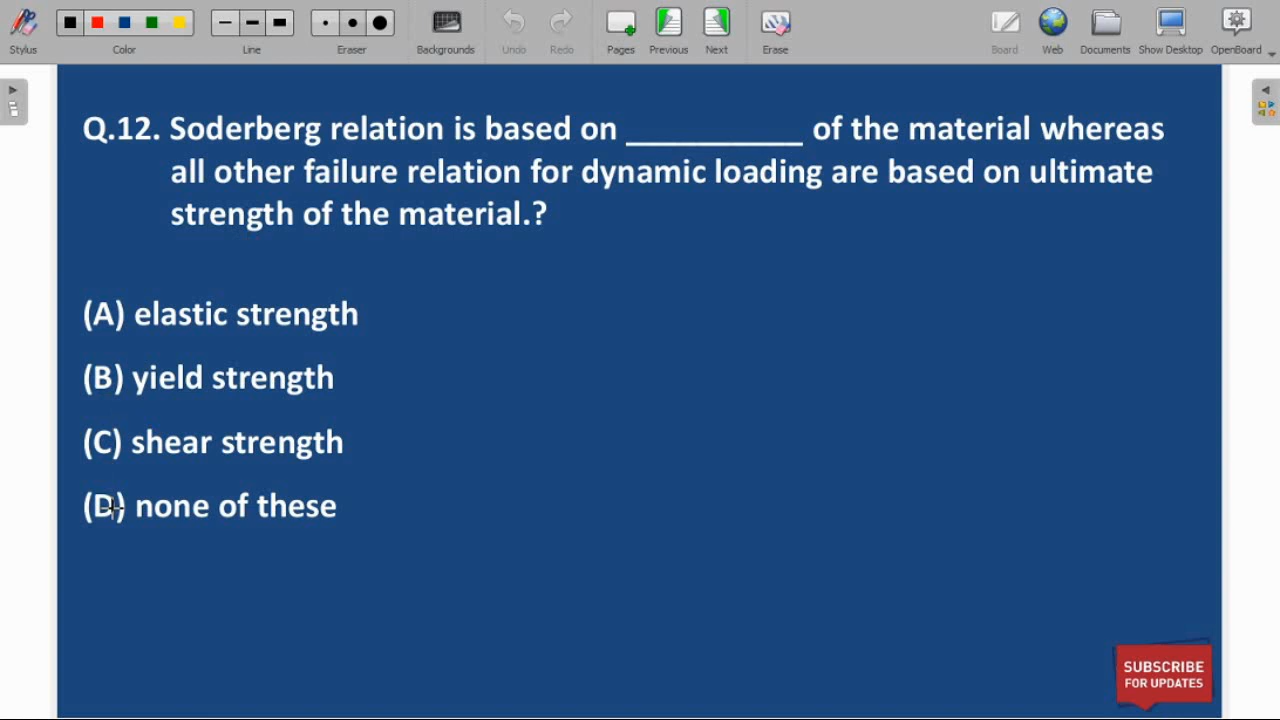 Stylus
Color
Line
Eraser
Backgrounds
Undo
Redo
Pages
Previous
Next
Erase
Board
Web
Documents
Show Desktop
OpenBoard
Q.12. Soderberg relation is based on __________ of the material whereas
all other failure relation for dynamic loading are based on ultimate
strength of the material.?
(A) elastic strength
(B) yield strength
(C) shear strength
(D) none of these
SUBSCRIBE
FOR UPDATES